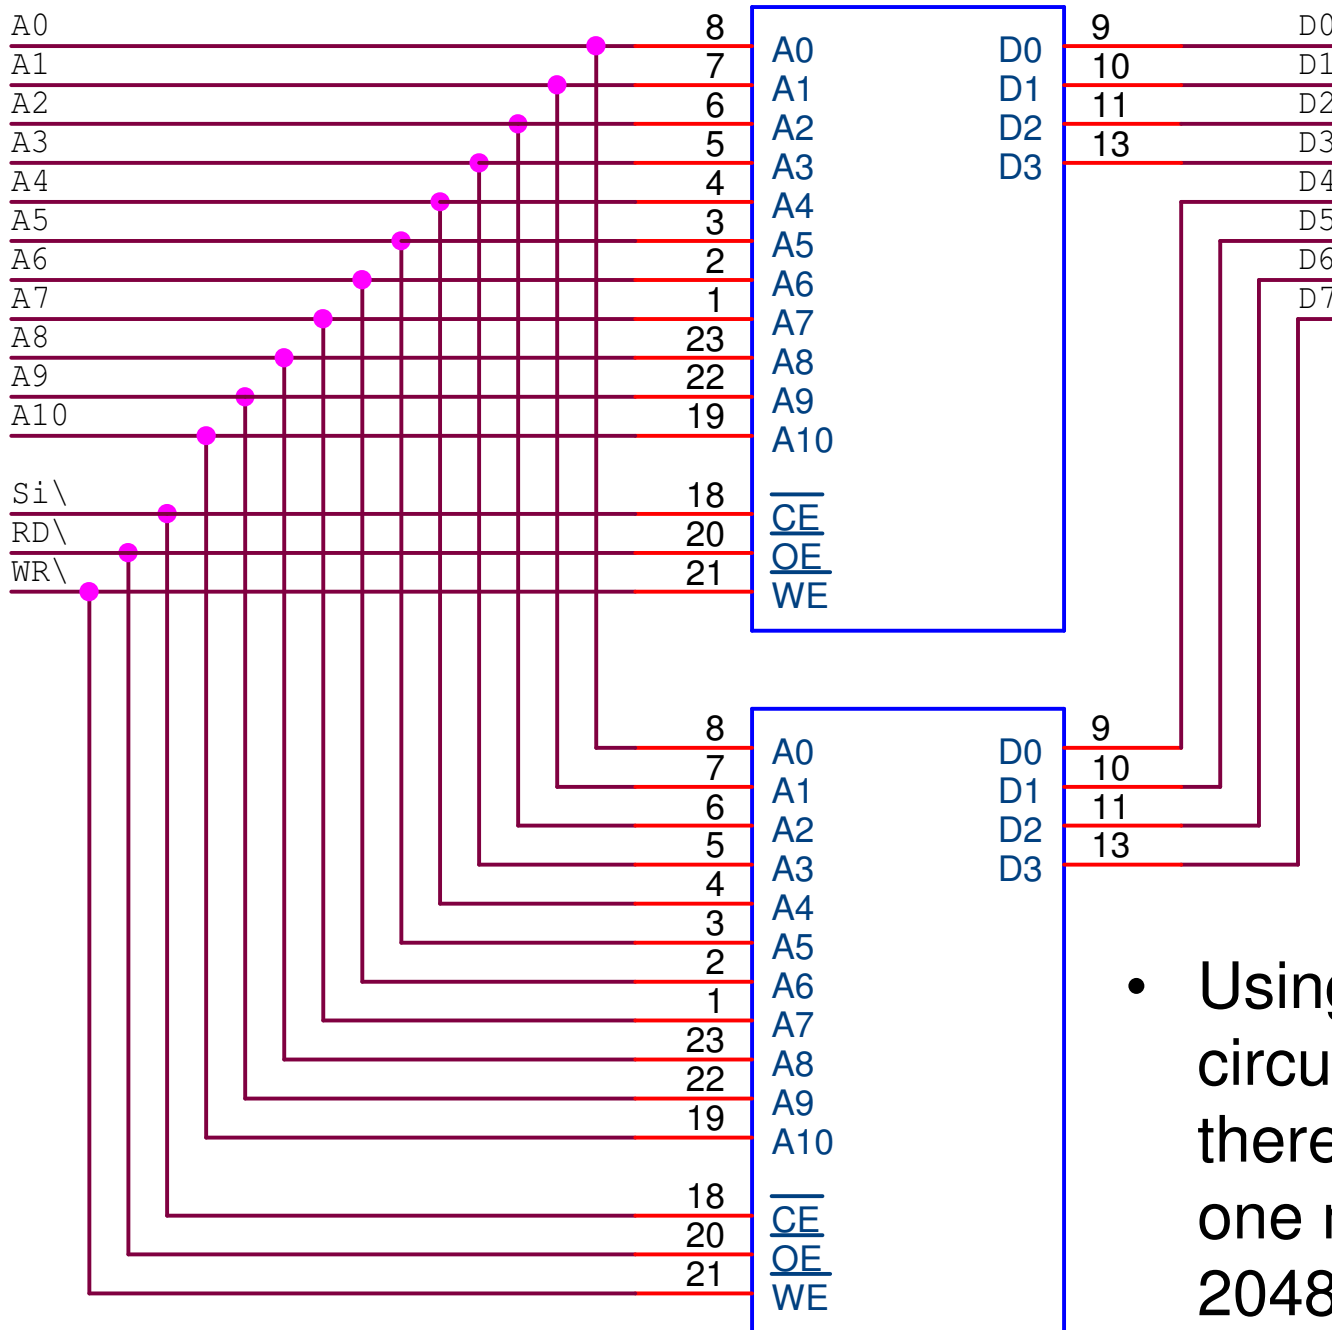 A0 8 A0 D0 9 D0
A1 7 A1 D1 10 D1
A2 6 A2 D2 11 D2
A3 5 A3 D3 13 D3
A4 4 A4 D4
A5 3 A5 D5
A6 2 A6 D6
A7 1 A7 D7
A8 23 A8
A9 22 A9
A10 19 A10
Si\ 18 CE
RD\ 20 OE
WR\ 21 WE
8 A0 D0 9
7 A1 D1 10
6 A2 D2 11
5 A3 D3 13
4 A4
3 A5
2 A6
1 A7
23 A8
22 A9
19 A10
18 CE
20 OE
21 WE
• Using
circu
there
one
2048